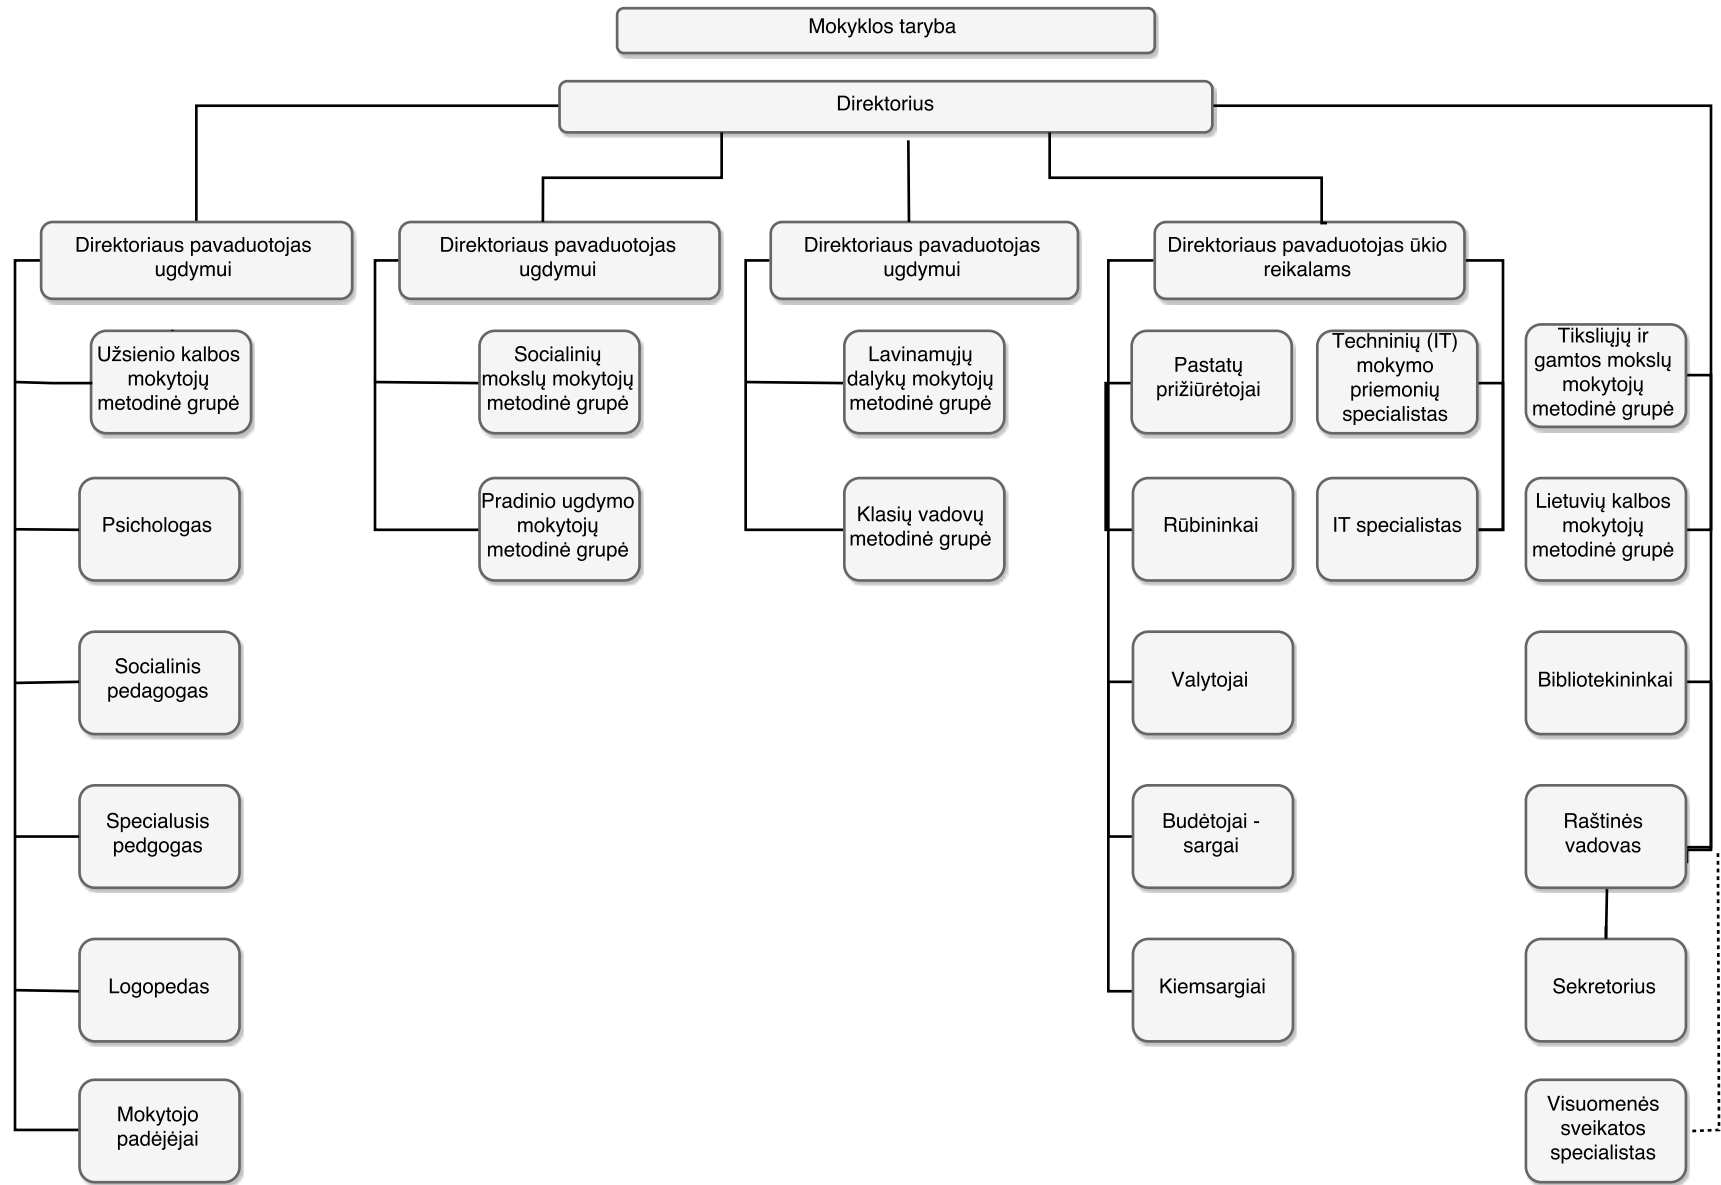 Mokyklos taryba
Direktorius
Direktoriaus pavaduotojas
ugdymui
Direktoriaus pavaduotojas
ugdymui
Direktoriaus pavaduotojas
ugdymui
Direktoriaus pavaduotojas ūkio
reikalams
Užsienio kalbos
mokytojų
metodinė grupė
Socialinių
mokslų mokytojų
metodinė grupė
Lavinamųjų
dalykų mokytojų
metodinė grupė
Pastatų
prižiūrėtojai
Techninių (IT)
mokymo
priemonių
specialistas
Tiksliųjų ir
gamtos mokslų
mokytojų
metodinė grupė
Psichologas
Pradinio ugdymo
mokytojų
metodinė grupė
Klasių vadovų
metodinė grupė
Rūbininkai
IT specialistas
Lietuvių kalbos
mokytojų
metodinė grupė
Socialinis
pedagogas
Valytojai
Bibliotekininkai
Specialusis
pedgogas
Budėtojai -
sargai
Raštinės
vadovas
Logopedas
Kiemsargiai
Sekretorius
Mokytojo
padėjėjai
Visuomenės
sveikatos
specialistas